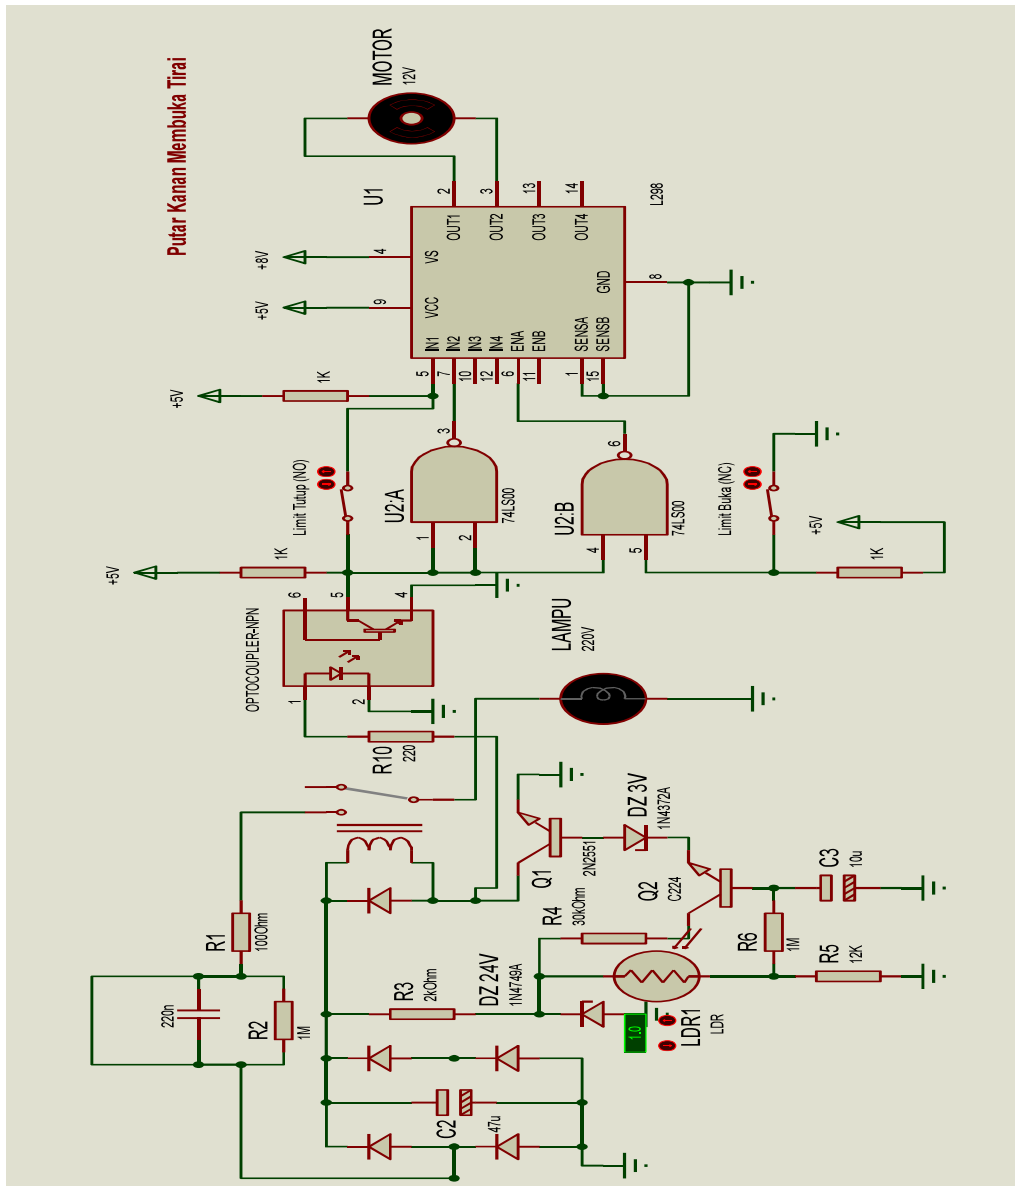 Putar Kanan Membuka Tirai
MOTOR
12V
U1
2
3
13
14
OUT1
OUT2
OUT3
OUT4
L298
+8V
4
VS
+5V
9
VCC
GND
8
IN1
IN2
IN3
IN4
ENA
ENB
SENSA
SENSB
5
7
10
12
6
11
1
15
+5V
1K
Limit Tutup (NO)
3
U2:A
74LS00
1
2
6
U2:B
74LS00
4
5
Limit Buka (NC)
+5V
1K
+5V
1K
6
5
4
OPTOCOUPLER-NPN
1
2
LAMPU
220V
R10
220
Q1
2N2551
DZ 3V
1N4372A
R4
30kOhm
Q2
C224
C3
10u
R1
100Ohm
R6
1M
R5
12K
220n
R2
1M
R3
2kOhm
DZ 24V
1N4749A
1.0
LDR1
LDR
C2
47u